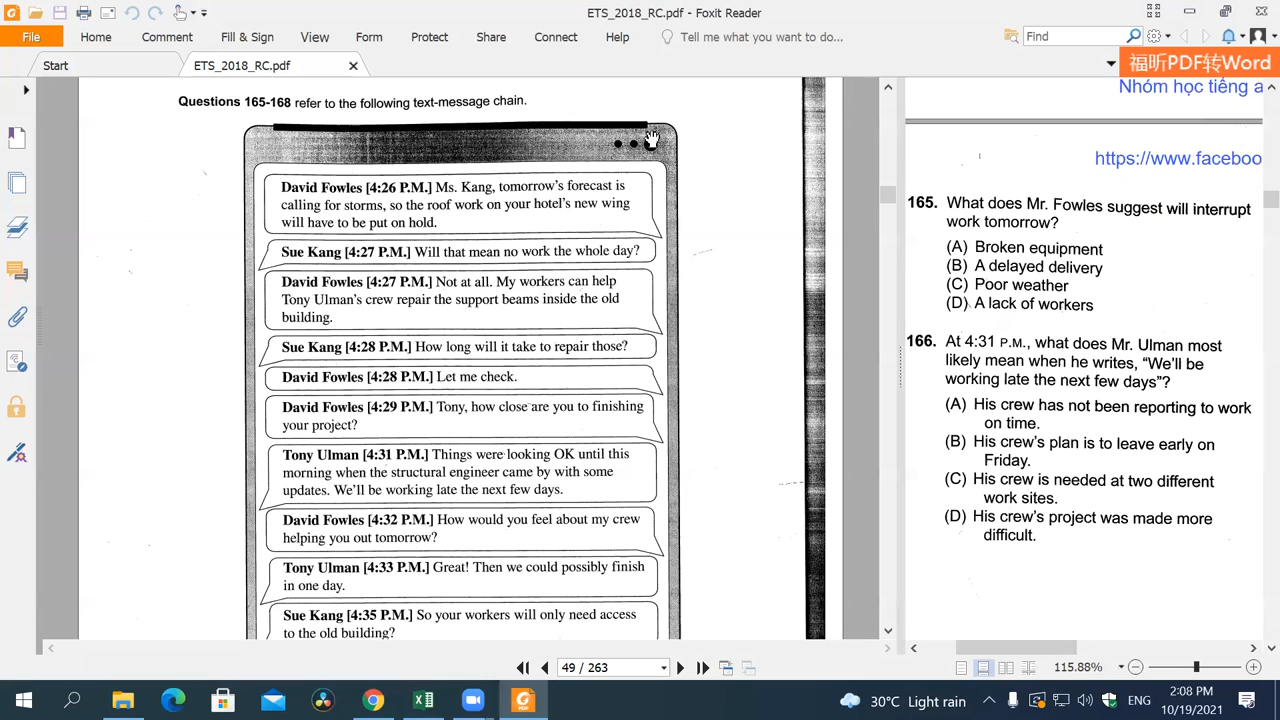 ETS_2018_RC.pdf - Foxit Reader
File Home Comment Fill & Sign View Form Protect Share Connect Help Tell me what you want to do... Find
Start ETS_2018_RC.pdf
福昕PDF转Word
Questions 165-168 refer to the following text-message chain.
David Fowles [4:26 P.M.] Ms. Kang, tomorrow's forecast is
calling for storms, so the roof work on your hotel's new wing
will have to be put on hold.
Sue Kang [4:27 P.M.] Will that mean no work the whole day?
David Fowles [4:27 P.M.] Not at all. My workers can help
Tony Ulman's crew repair the support beams inside the old
building.
Sue Kang [4:28 P.M.] How long will it take to repair those?
David Fowles [4:28 P.M.] Let me check.
David Fowles [4:29 P.M.] Tony, how close are you to finishing
your project?
Tony Ulman [4:31 P.M.] Things were looking OK until this
morning when the structural engineer came by with some
updates. We'll be working late the next few days.
David Fowles [4:32 P.M.] How would you feel about my crew
helping you out tomorrow?
Tony Ulman [4:33 P.M.] Great! Then we could possibly finish
in one day.
Sue Kang [4:35 P.M.] So your workers will only need access
to the old building?
Nhóm học tiếng a
https://www.faceboo
165. What does Mr. Fowles suggest will interrupt
work tomorrow?
(A) Broken equipment
(B) A delayed delivery
(C) Poor weather
(D) A lack of workers
166. At 4:31 P.M., what does Mr. Ulman most
likely mean when he writes, “We'll be
working late the next few days”?
(A) His crew has not been reporting to work
on time.
(B) His crew's plan is to leave early on
Friday.
(C) His crew is needed at two different
work sites.
(D) His crew's project was made more
difficult.
49 / 263
115.88%
30°C Light rain
ENG
2:08 PM
10/19/2021